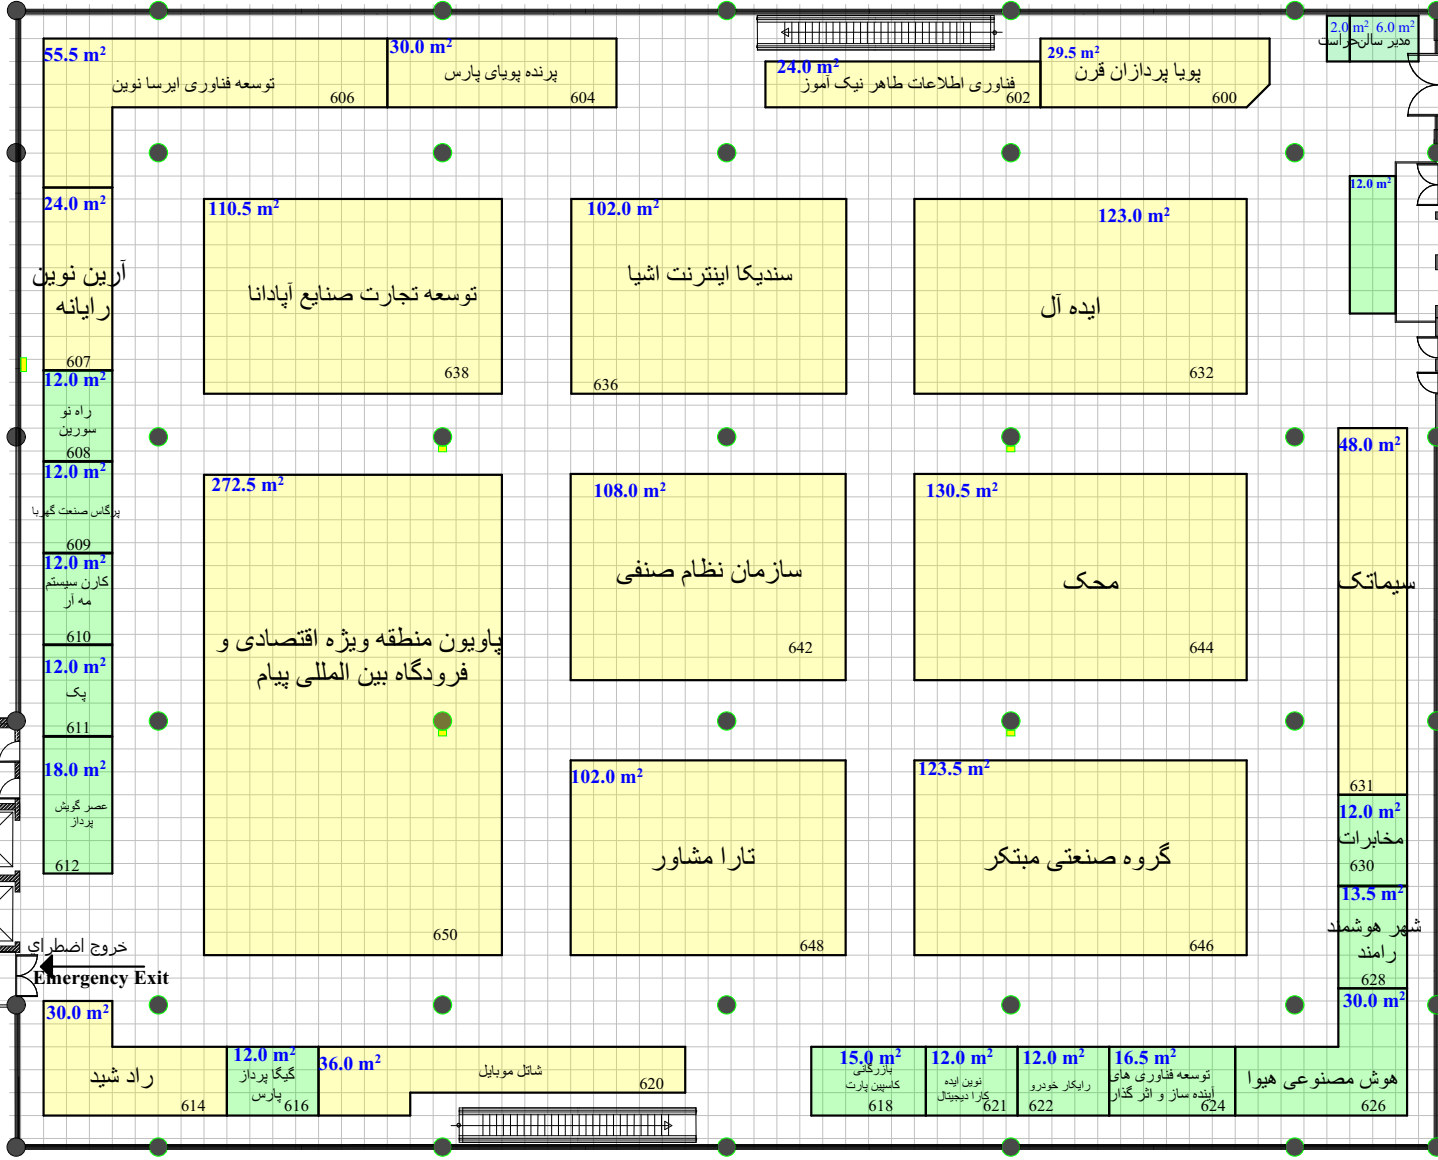 55.5 m²
توسعه فناوری ایرسا نوین
606
30.0 m²
پرنده پویای پارس
604
24.0 m²
فناوری اطلاعات طاهر نیک آموز
602
29.5 m²
پویا پردازان قرن
600
2.0 m²
6.0 m²
مدیر سالن
حراست
12.0 m²
24.0 m²
آرین نوین
رایانه
607
110.5 m²
توسعه تجارت صنایع آپادانا
638
102.0 m²
سندیکا اینترنت اشیا
636
123.0 m²
ایده آل
632
12.0 m²
راه نو
سورین
608
12.0 m²
پرگاس صنعت گهربا
609
12.0 m²
کارن سیستم
مه آر
610
12.0 m²
پک
611
18.0 m²
عصر گویش
پرداز
612
272.5 m²
پاویون منطقه ویژه اقتصادی و
فرودگاه بین المللی پیام
650
108.0 m²
سازمان نظام صنفی
642
130.5 m²
محک
644
48.0 m²
سیماتک
631
102.0 m²
تارا مشاور
648
123.5 m²
گروه صنعتی مبتکر
646
12.0 m²
مخابرات
630
13.5 m²
شهر هوشمند
رامند
628
خروج اضطراي
Emergency Exit
30.0 m²
راد شید
614
12.0 m²
گیگا پرداز
پارس
616
36.0 m²
شاتل موبایل
620
15.0 m²
بازرگانی
کاسپین پارت
618
12.0 m²
نوین ایده
کارا دیجیتال
621
12.0 m²
رایکار خودرو
622
16.5 m²
توسعه فناوری های
آینده ساز و اثر گذار
624
30.0 m²
هوش مصنوعی هیوا
626